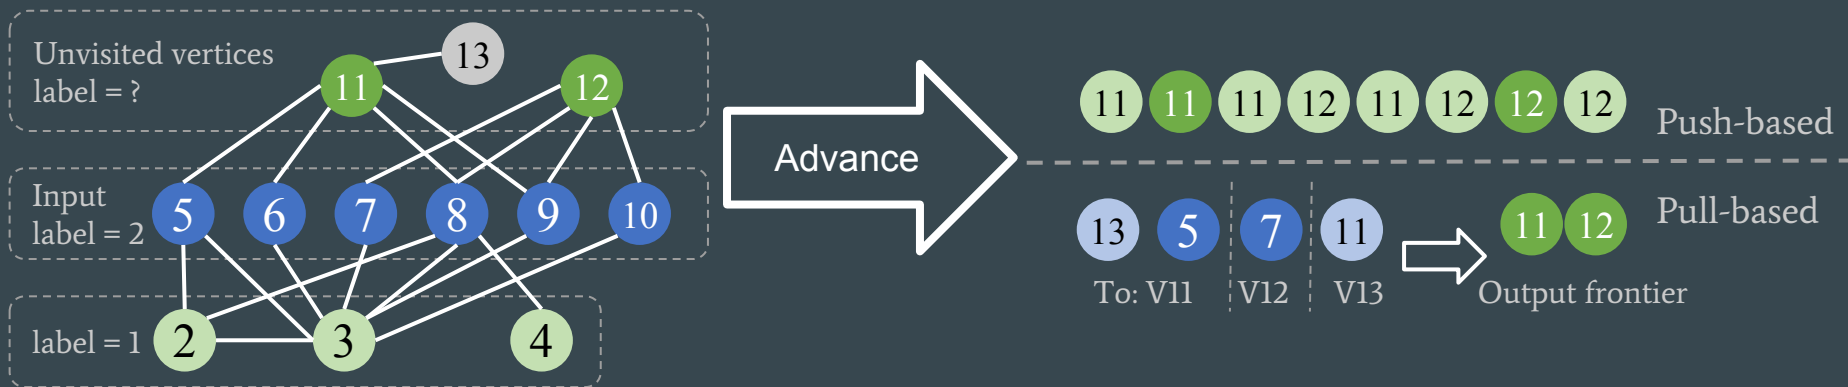 Unvisited vertices
label = ?
13
11
12
Input
label = 2
5 6 7 8 9 10
label = 1
2 3 4
Advance
11 11 11 12 11 12 12 12
Push-based
13 5 7 11
To: V11 V12 V13
11 12
Pull-based
Output frontier